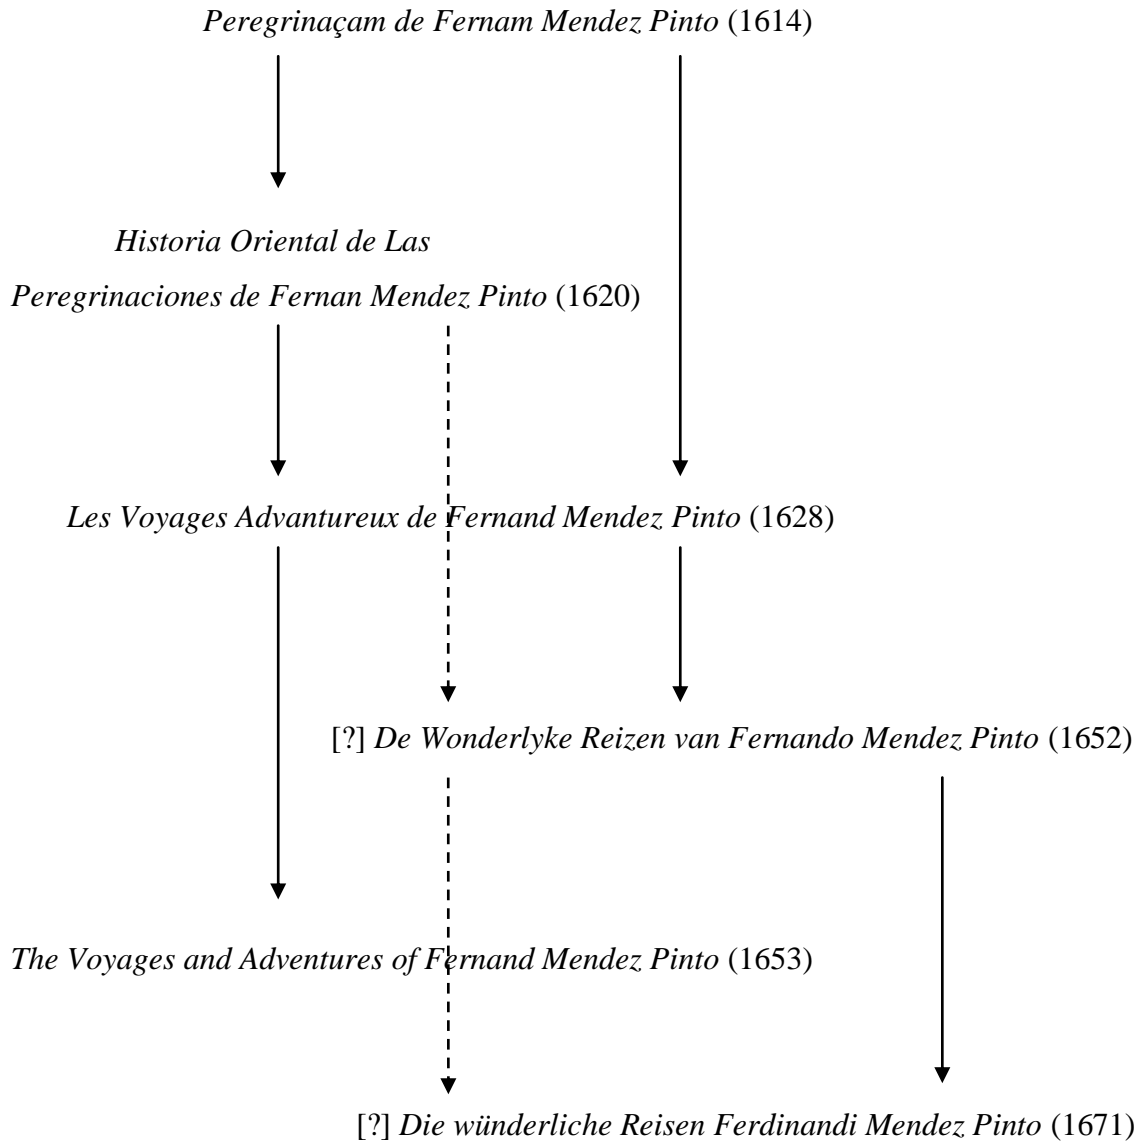 Peregrinaçam de Fernam Mendez Pinto (1614)
Historia Oriental de Las
Peregrinaciones de Fernan Mendez Pinto (1620)
Les Voyages Advantureux de Fernand Mendez Pinto (1628)
[?] De Wonderlyke Reizen van Fernando Mendez Pinto (1652)
The Voyages and Adventures of Fernand Mendez Pinto (1653)
[?] Die wünderliche Reisen Ferdinandi Mendez Pinto (1671)